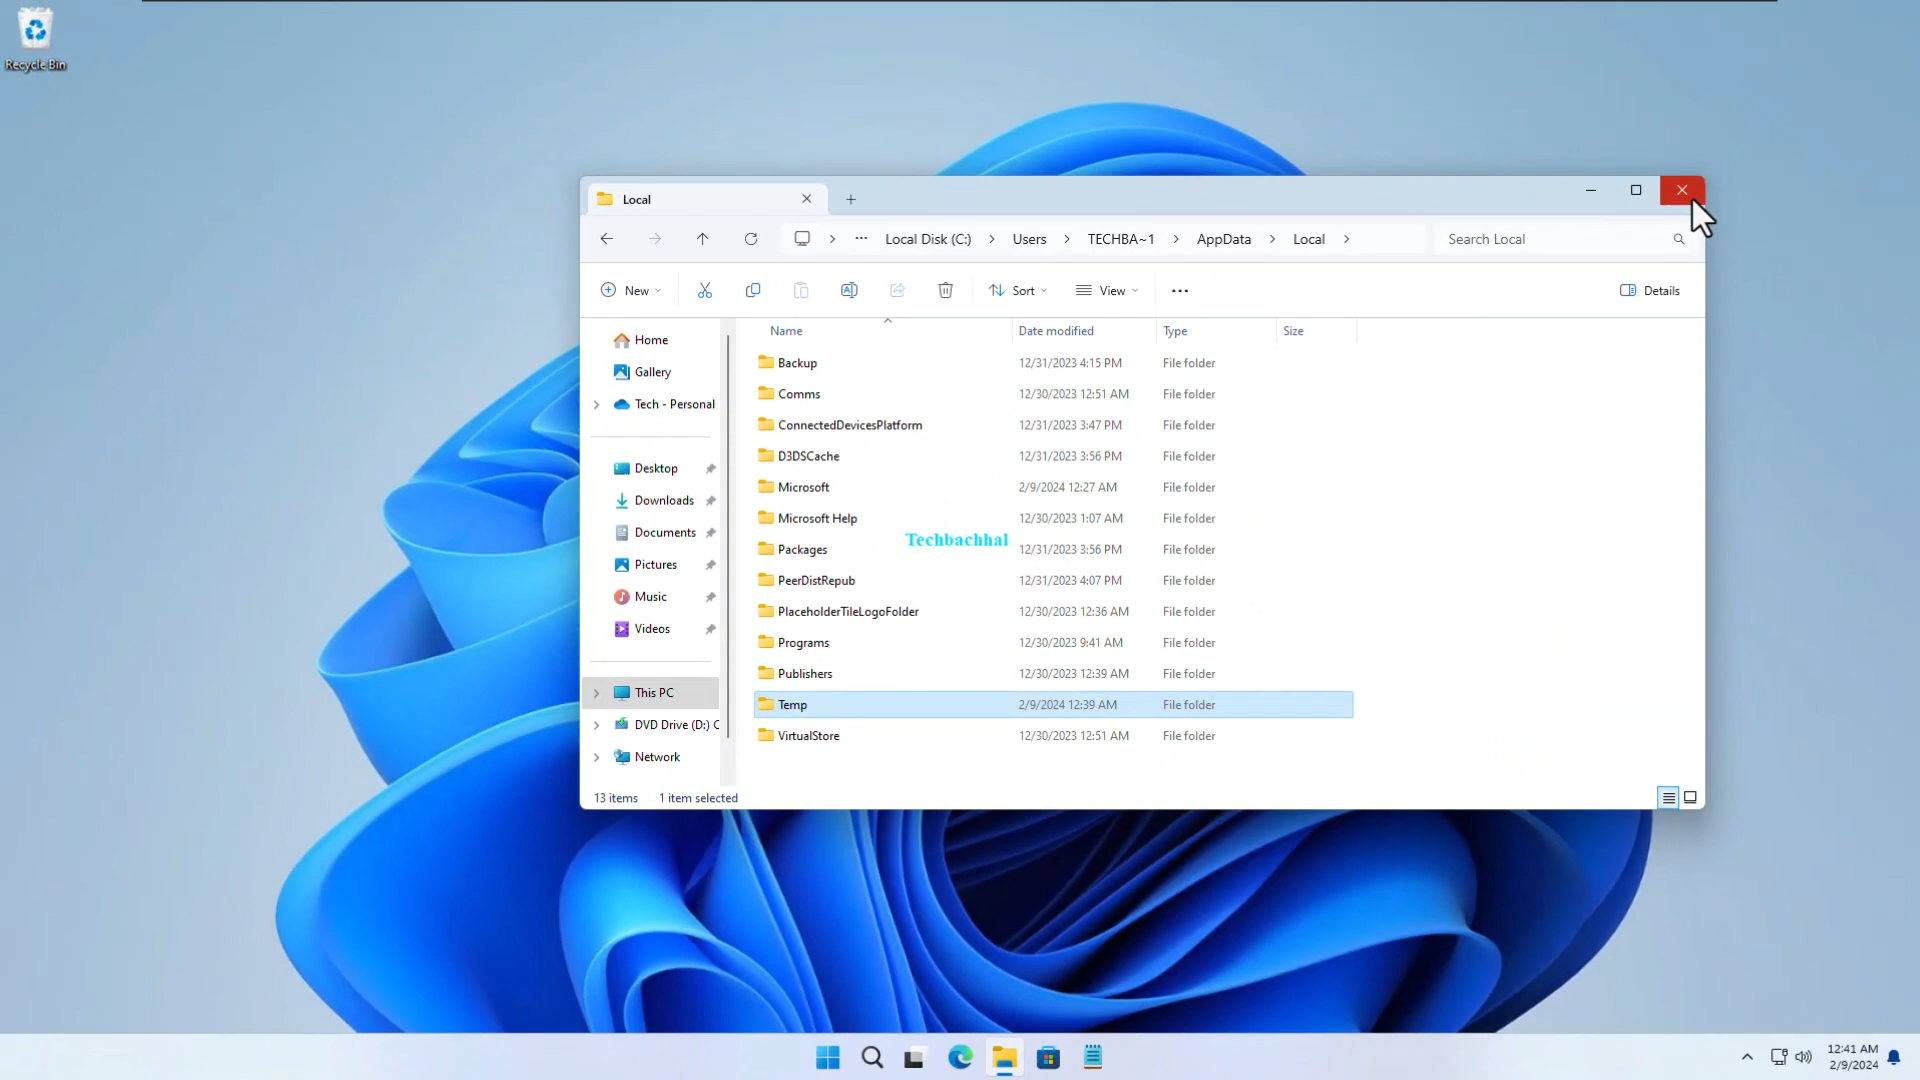 Recycle Bin
Local
Local Disk (C:) Users TECHBA~1 AppData Local
Search Local
New
Sort
View
Details
Name Date modified Type Size
Home
Gallery
Tech - Personal
Desktop
Downloads
Documents
Pictures
Music
Videos
This PC
DVD Drive (D:) C
Network
Backup 12/31/2023 4:15 PM File folder
Comms 12/30/2023 12:51 AM File folder
ConnectedDevicesPlatform 12/31/2023 3:47 PM File folder
D3DSCache 12/31/2023 3:56 PM File folder
Microsoft 2/9/2024 12:27 AM File folder
Microsoft Help 12/30/2023 1:07 AM File folder
Techbachhal
Packages 12/31/2023 3:56 PM File folder
PeerDistRepub 12/31/2023 4:07 PM File folder
PlaceholderTileLogoFolder 12/30/2023 12:36 AM File folder
Programs 12/30/2023 9:41 AM File folder
Publishers 12/30/2023 12:39 AM File folder
Temp 2/9/2024 12:39 AM File folder
VirtualStore 12/30/2023 12:51 AM File folder
13 items 1 item selected
12:41 AM
2/9/2024